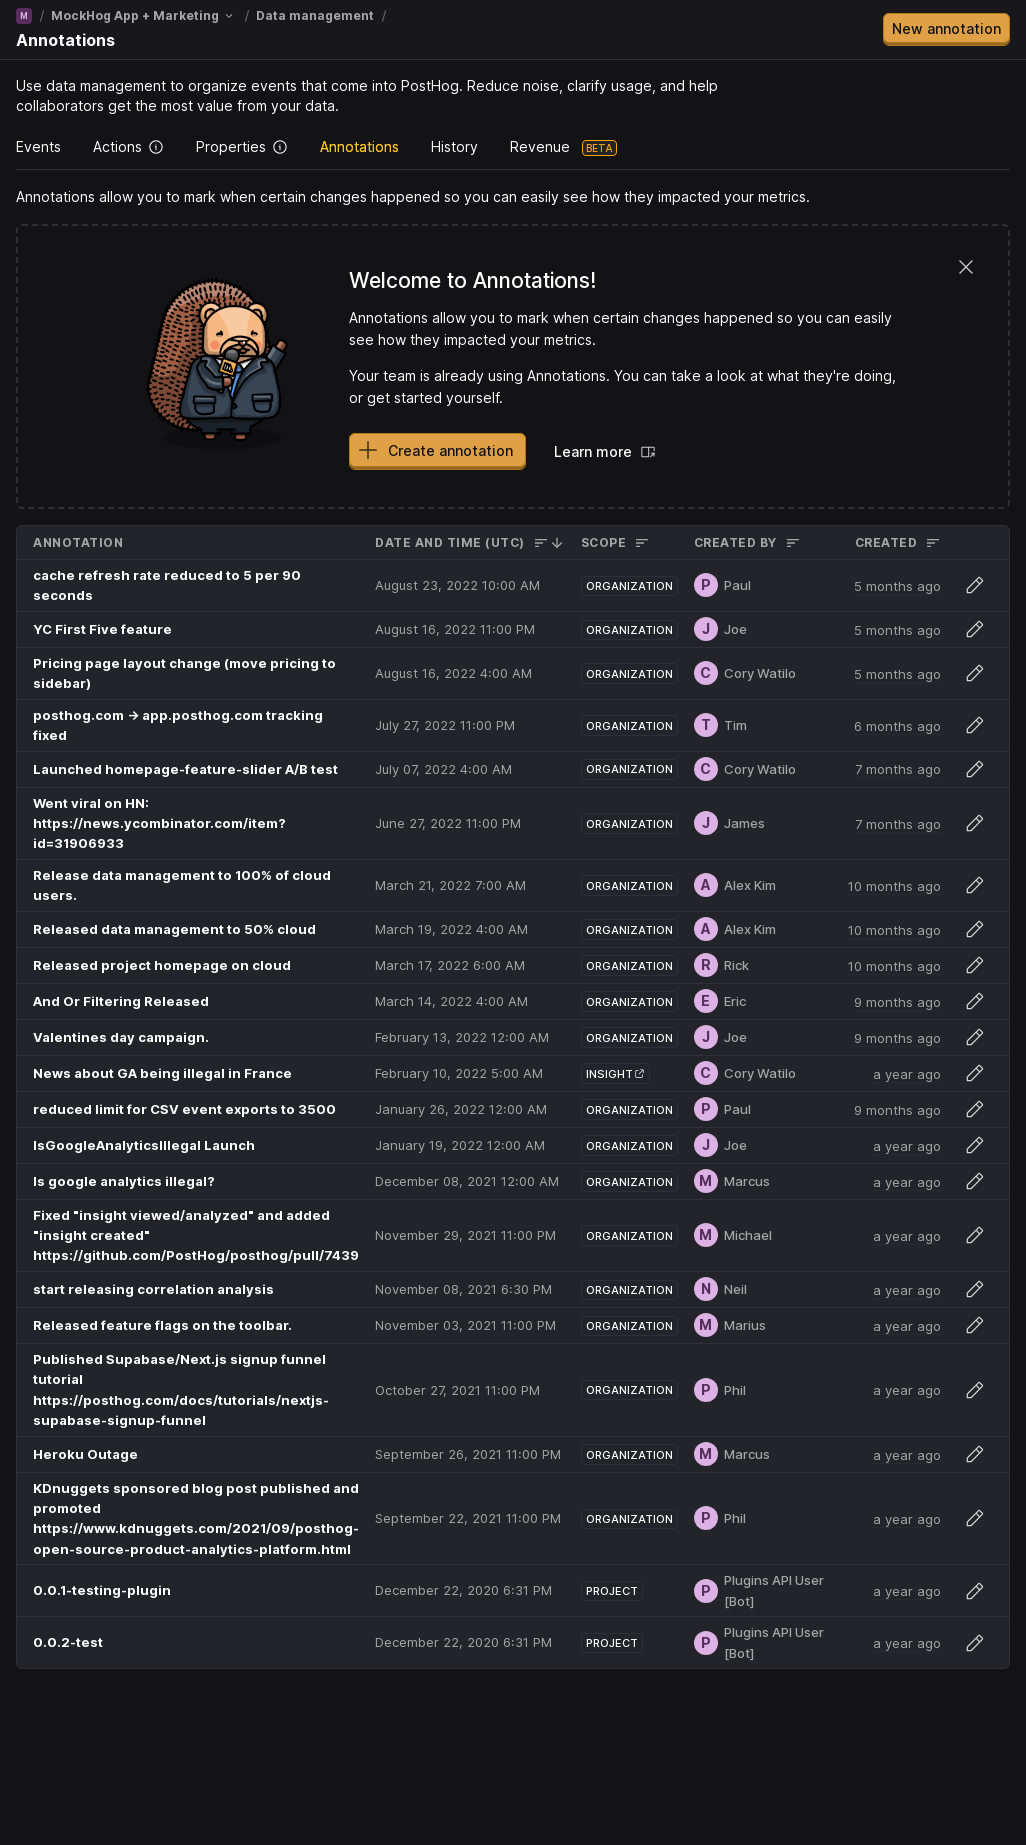 M / MockHog App + Marketing / Data management /
Annotations
New annotation
Use data management to organize events that come into PostHog. Reduce noise, clarify usage, and help
collaborators get the most value from your data.
Events Actions Properties Annotations History Revenue BETA
Annotations allow you to mark when certain changes happened so you can easily see how they impacted your metrics.
Welcome to Annotations!
Annotations allow you to mark when certain changes happened so you can easily
see how they impacted your metrics.
Your team is already using Annotations. You can take a look at what they're doing,
or get started yourself.
Create annotation Learn more
ANNOTATION DATE AND TIME (UTC) SCOPE CREATED BY CREATED
cache refresh rate reduced to 5 per 90
seconds
August 23, 2022 10:00 AM ORGANIZATION P Paul 5 months ago
YC First Five feature August 16, 2022 11:00 PM ORGANIZATION J Joe 5 months ago
Pricing page layout change (move pricing to
sidebar)
August 16, 2022 4:00 AM ORGANIZATION C Cory Watilo 5 months ago
posthog.com → app.posthog.com tracking
fixed
July 27, 2022 11:00 PM ORGANIZATION T Tim 6 months ago
Launched homepage-feature-slider A/B test July 07, 2022 4:00 AM ORGANIZATION C Cory Watilo 7 months ago
Went viral on HN:
https://news.ycombinator.com/item?
id=31906933
June 27, 2022 11:00 PM ORGANIZATION J James 7 months ago
Release data management to 100% of cloud
users.
March 21, 2022 7:00 AM ORGANIZATION A Alex Kim 10 months ago
Released data management to 50% cloud March 19, 2022 4:00 AM ORGANIZATION A Alex Kim 10 months ago
Released project homepage on cloud March 17, 2022 6:00 AM ORGANIZATION R Rick 10 months ago
And Or Filtering Released March 14, 2022 4:00 AM ORGANIZATION E Eric 9 months ago
Valentines day campaign. February 13, 2022 12:00 AM ORGANIZATION J Joe 9 months ago
News about GA being illegal in France February 10, 2022 5:00 AM INSIGHT C Cory Watilo a year ago
reduced limit for CSV event exports to 3500 January 26, 2022 12:00 AM ORGANIZATION P Paul 9 months ago
IsGoogleAnalyticsIllegal Launch January 19, 2022 12:00 AM ORGANIZATION J Joe a year ago
Is google analytics illegal? December 08, 2021 12:00 AM ORGANIZATION M Marcus a year ago
Fixed "insight viewed/analyzed" and added
"insight created"
https://github.com/PostHog/posthog/pull/7439
November 29, 2021 11:00 PM ORGANIZATION M Michael a year ago
start releasing correlation analysis November 08, 2021 6:30 PM ORGANIZATION N Neil a year ago
Released feature flags on the toolbar. November 03, 2021 11:00 PM ORGANIZATION M Marius a year ago
Published Supabase/Next.js signup funnel
tutorial
https://posthog.com/docs/tutorials/nextjs-
supabase-signup-funnel
October 27, 2021 11:00 PM ORGANIZATION P Phil a year ago
Heroku Outage September 26, 2021 11:00 PM ORGANIZATION M Marcus a year ago
KDnuggets sponsored blog post published and
promoted
https://www.kdnuggets.com/2021/09/posthog-
open-source-product-analytics-platform.html
September 22, 2021 11:00 PM ORGANIZATION P Phil a year ago
0.0.1-testing-plugin December 22, 2020 6:31 PM PROJECT P Plugins API User
[Bot] a year ago
0.0.2-test December 22, 2020 6:31 PM PROJECT P Plugins API User
[Bot] a year ago